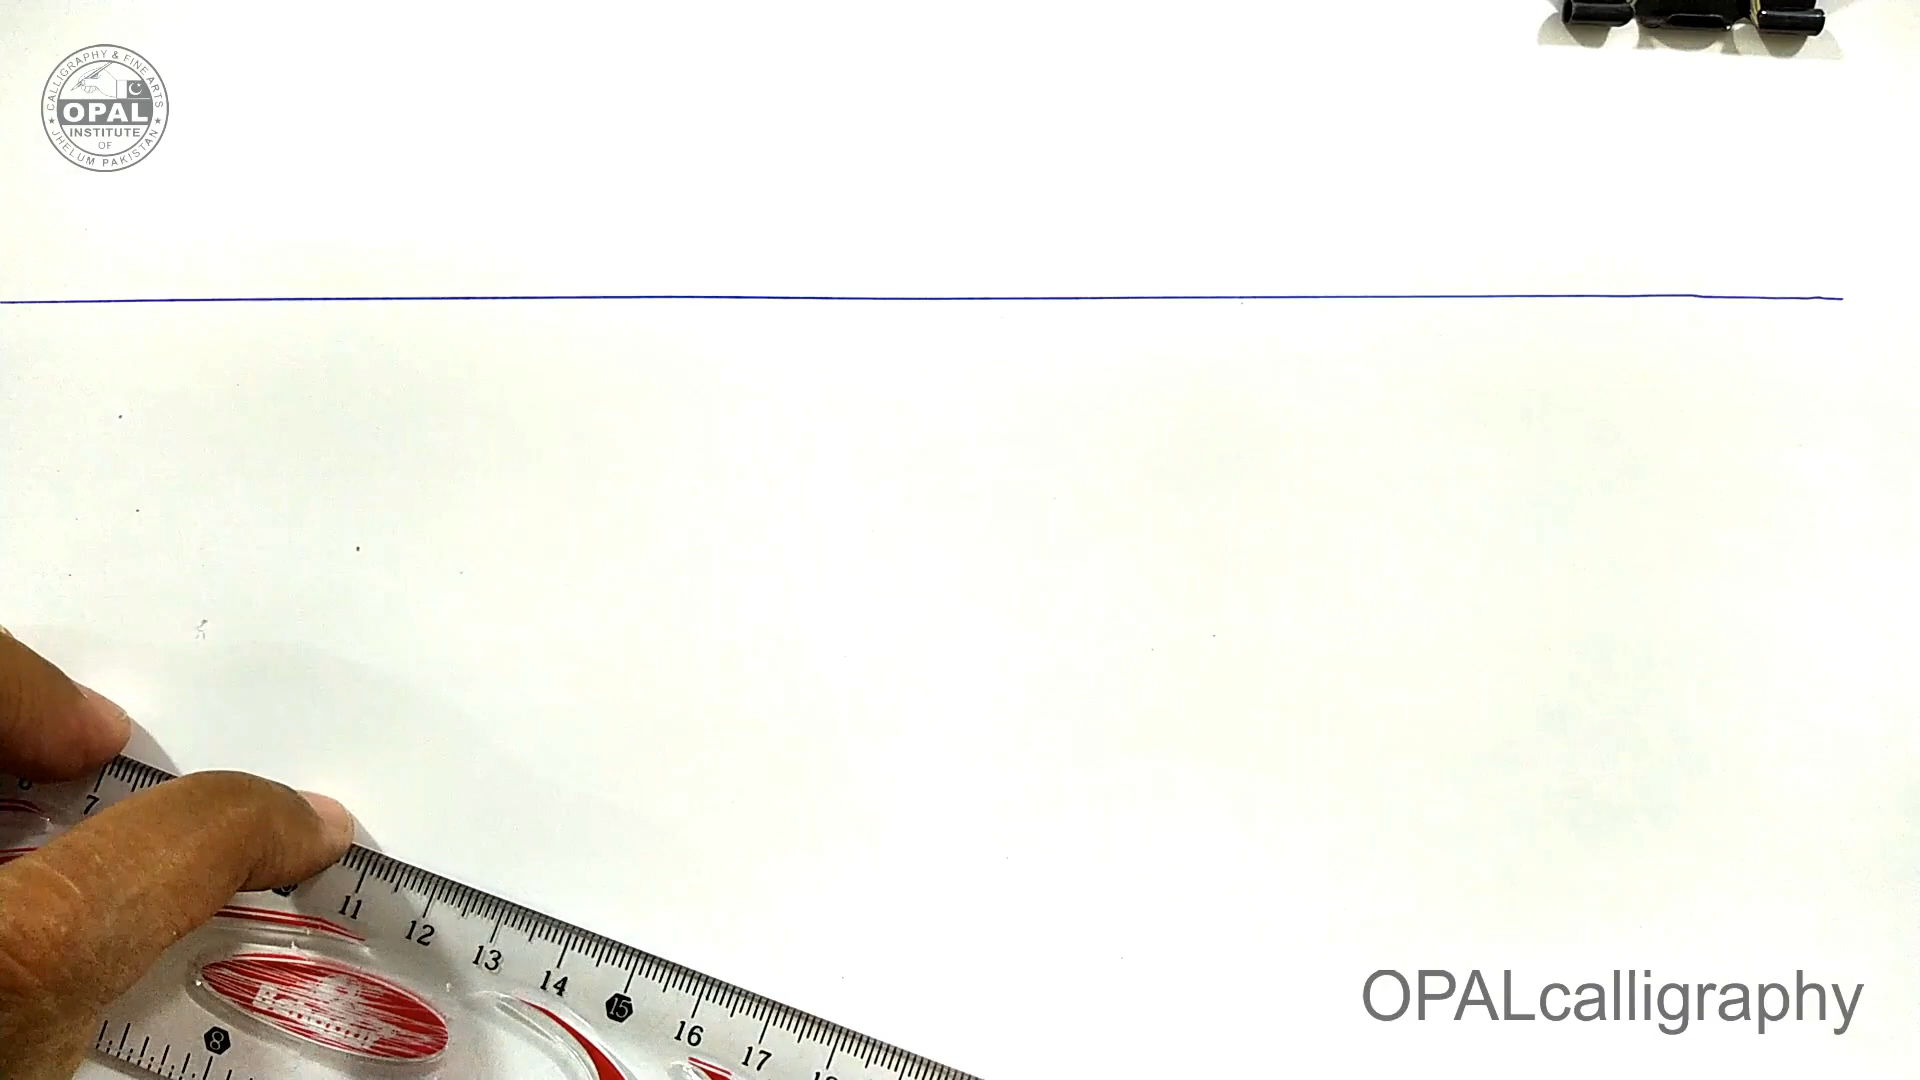 CALLIGRAPHY & FINE ARTS
OPAL
INSTITUTE
OF
JHELUM PAKISTAN
7
11
12
13
14
15
16
17
8
OPALcalligraphy